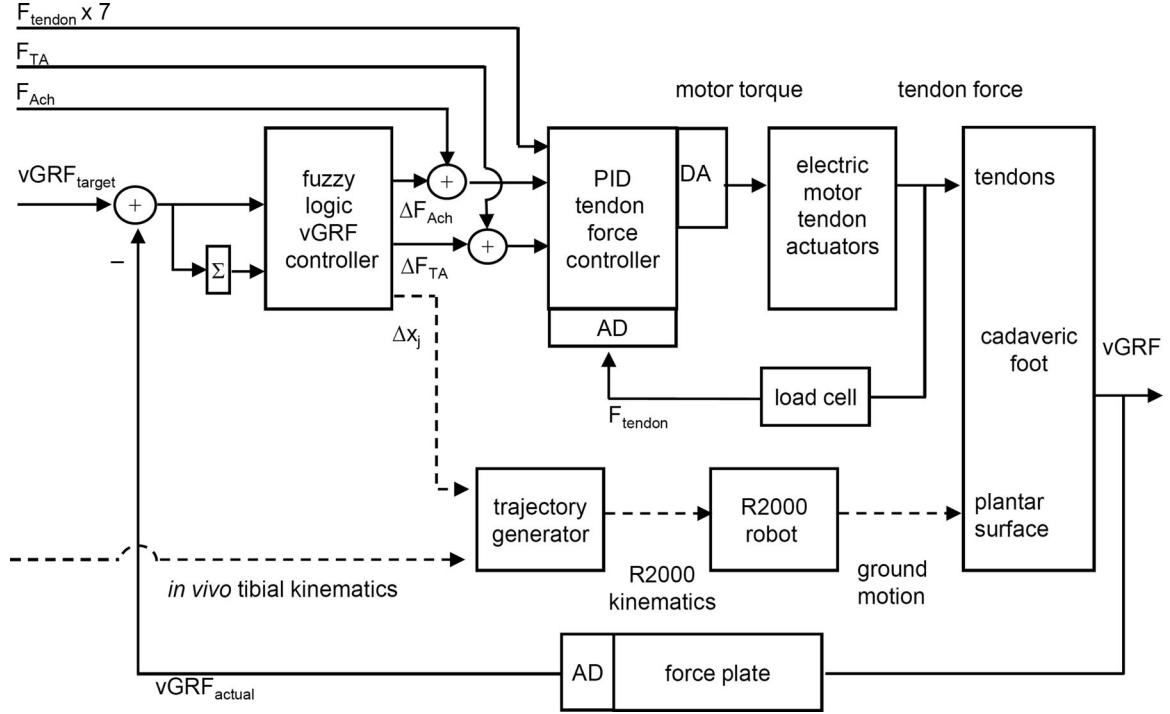 F_tendon x 7
F_TA
F_Ach
motor torque
tendon force
vGRF_target
+
–
Σ
fuzzy
logic
vGRF
controller
ΔF_Ach
ΔF_TA
Δx_j
+
+
PID
tendon
force
controller
DA
AD
electric
motor
tendon
actuators
tendons
cadaveric
foot
plantar
surface
vGRF
load cell
F_tendon
trajectory
generator
R2000
robot
in vivo tibial kinematics
R2000
kinematics
ground
motion
AD
force plate
vGRF_actual